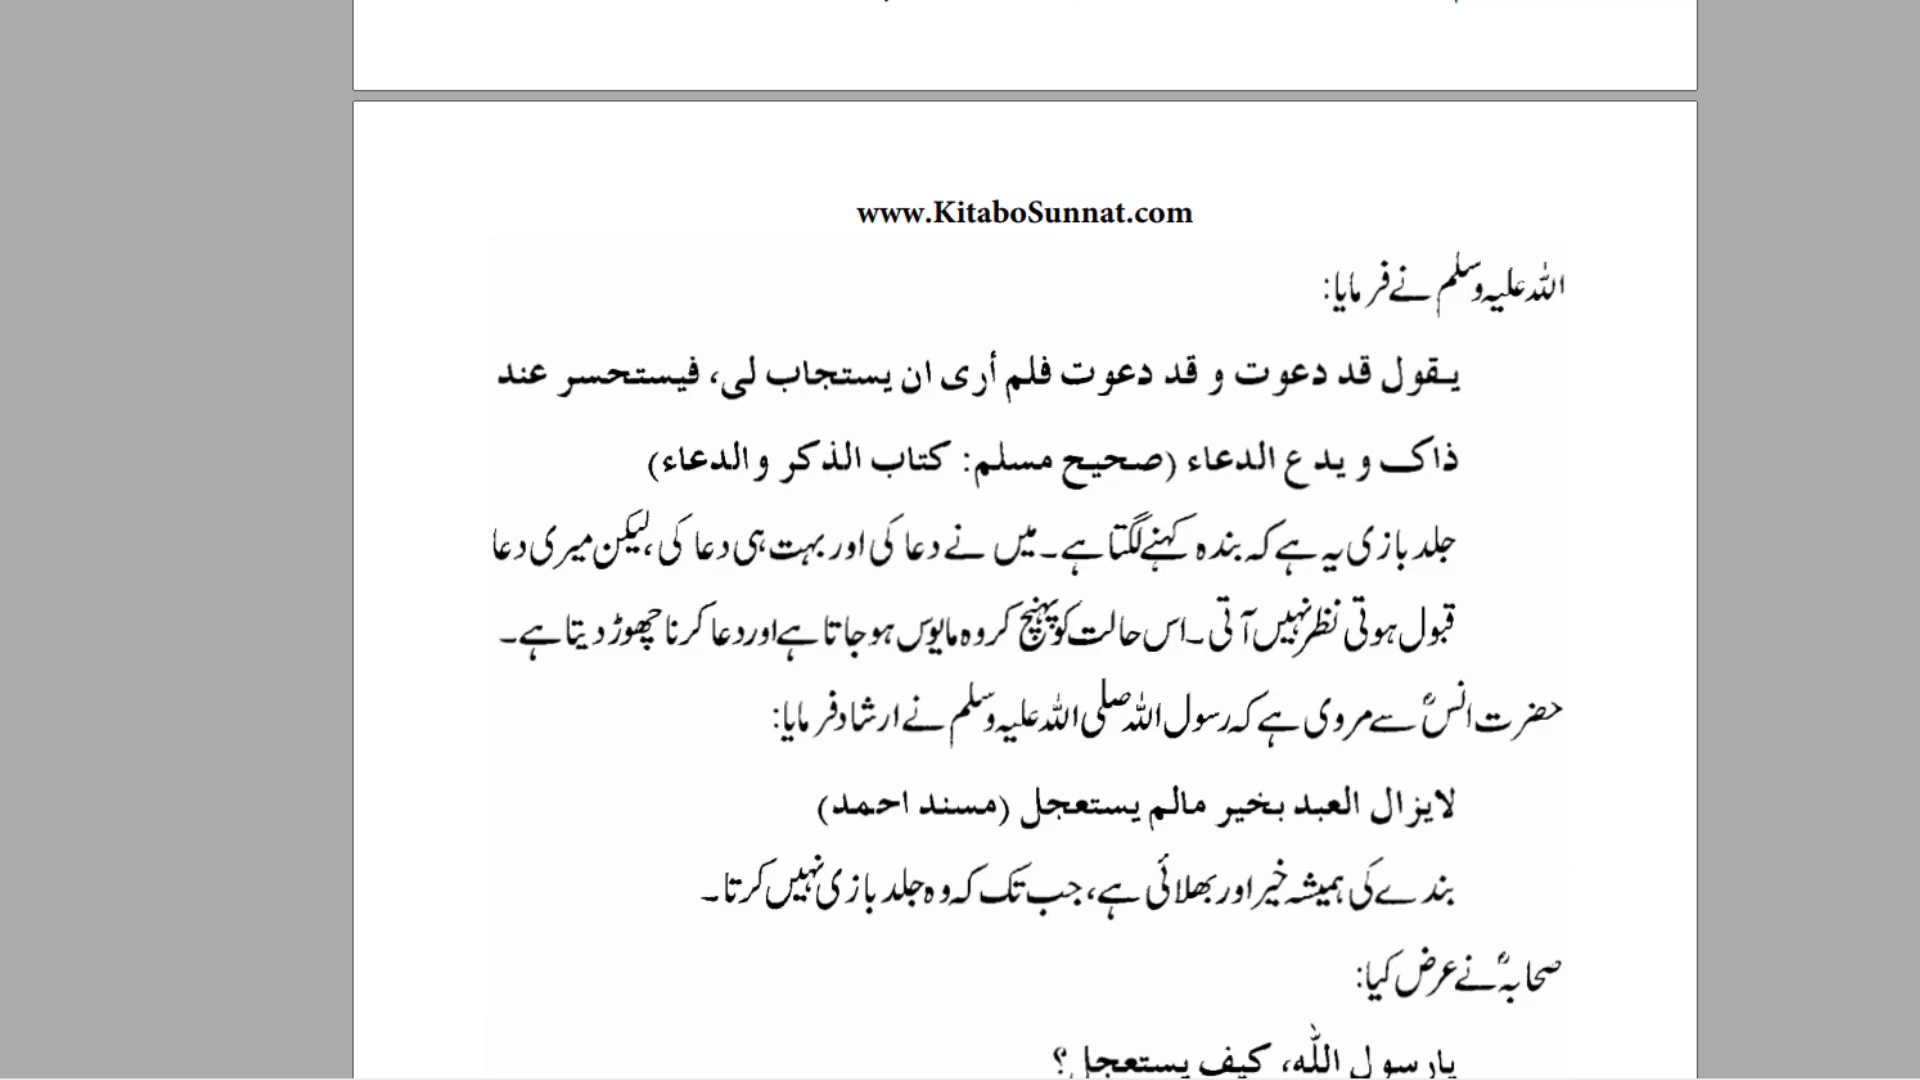 www.KitaboSunnat.com
اللہ علیہ وسلم نے فرمایا:
یقول قد دعوت و قد دعوت فلم أری ان یستجاب لی، فیستحسر عند
ذاک و یدع الدعاء (صحیح مسلم: کتاب الذکر والدعاء)
جلد بازی یہ ہے کہ بندہ کہنے لگتا ہے۔ میں نے دعا کی اور بہت ہی دعا کی، لیکن میری دعا
قبول ہوتی نظر نہیں آتی۔ اس حالت کو پہنچ کر وہ مایوس ہو جاتا ہے اور دعا کرنا چھوڑ دیتا ہے۔
حضرت انسؓ سے مروی ہے کہ رسول اللہ صلی اللہ علیہ وسلم نے ارشاد فرمایا:
لایزال العبد بخیر مالم یستعجل (مسند احمد)
بندے کی ہمیشہ خیر اور بھلائی ہے، جب تک کہ وہ جلد بازی نہیں کرتا۔
صحابہؓ نے عرض کیا:
یارسول اللّٰہ، کیف یستعجل؟